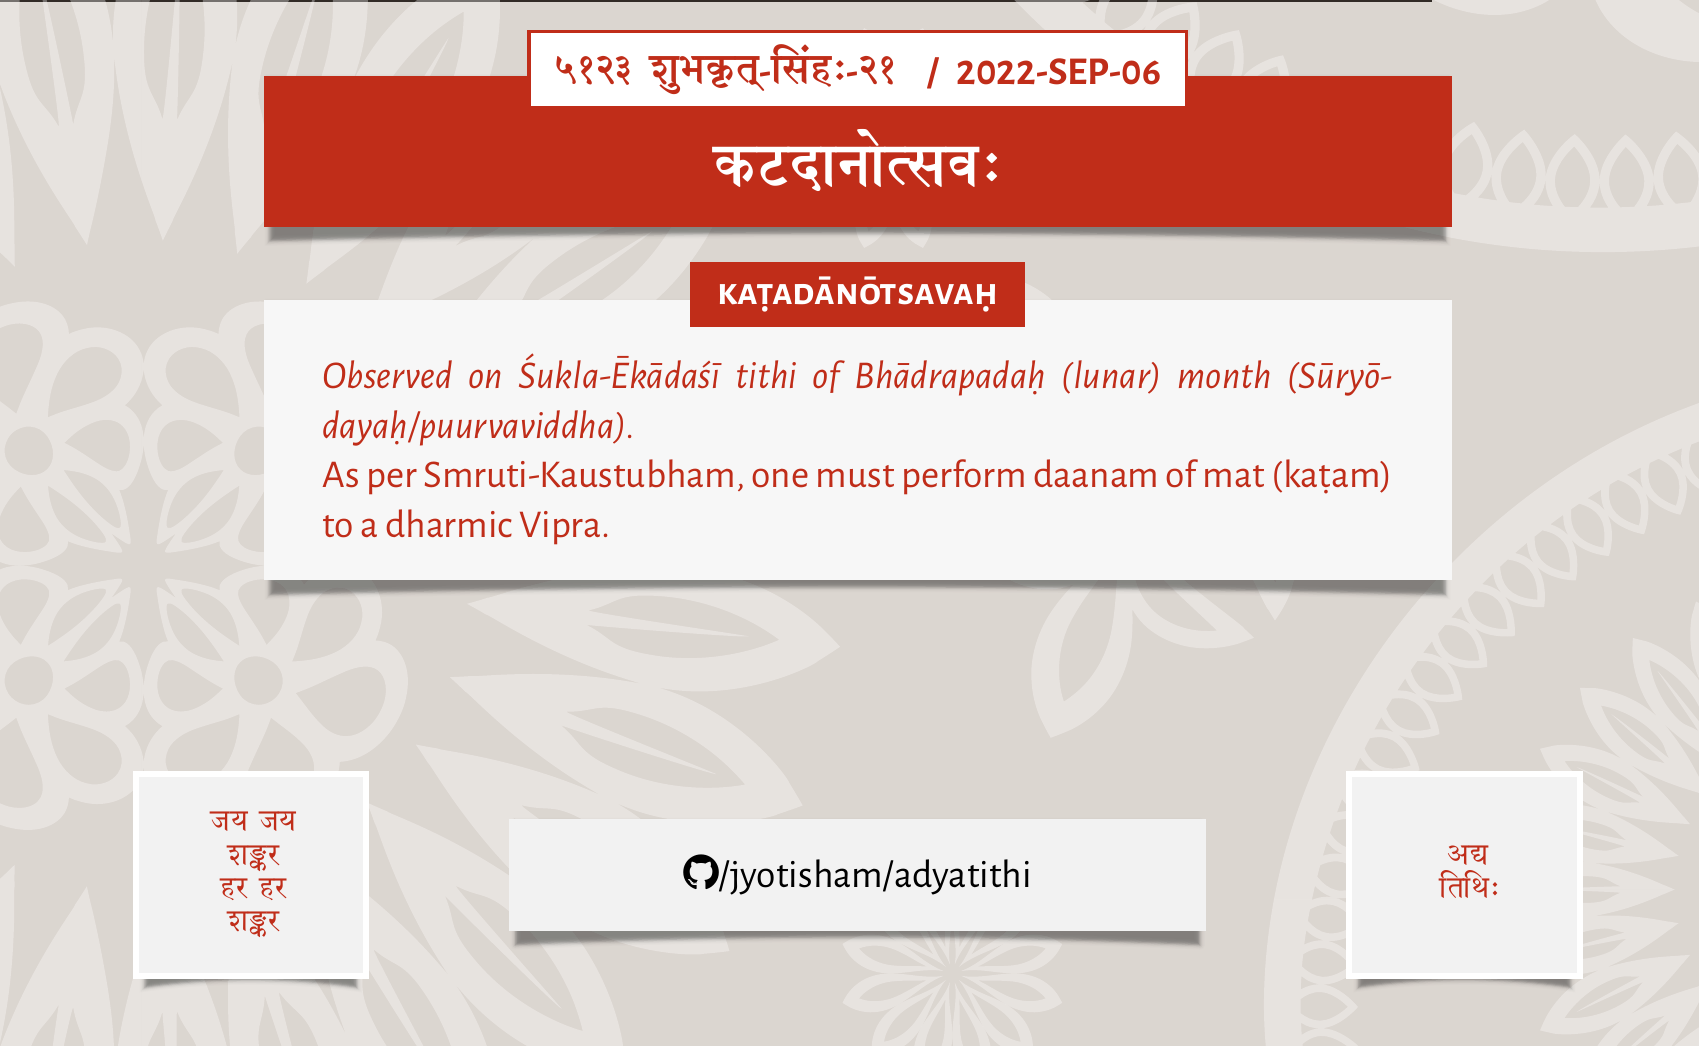 ५१२३ शुभकृत्-सिंहः-२१ / 2022-SEP-06
कटदानोत्सवः
KAṬADĀNŌTSAVAḤ
Observed on Śukla-Ēkādaśī tithi of Bhādrapadaḥ (lunar) month (Sūryō-
dayaḥ/puurvaviddha).
As per Smruti-Kaustubham, one must perform daanam of mat (kaṭam)
to a dharmic Vipra.
जय जय
शङ्कर
हर हर
शङ्कर
/jyotisham/adyatithi
अद्य
तिथिः